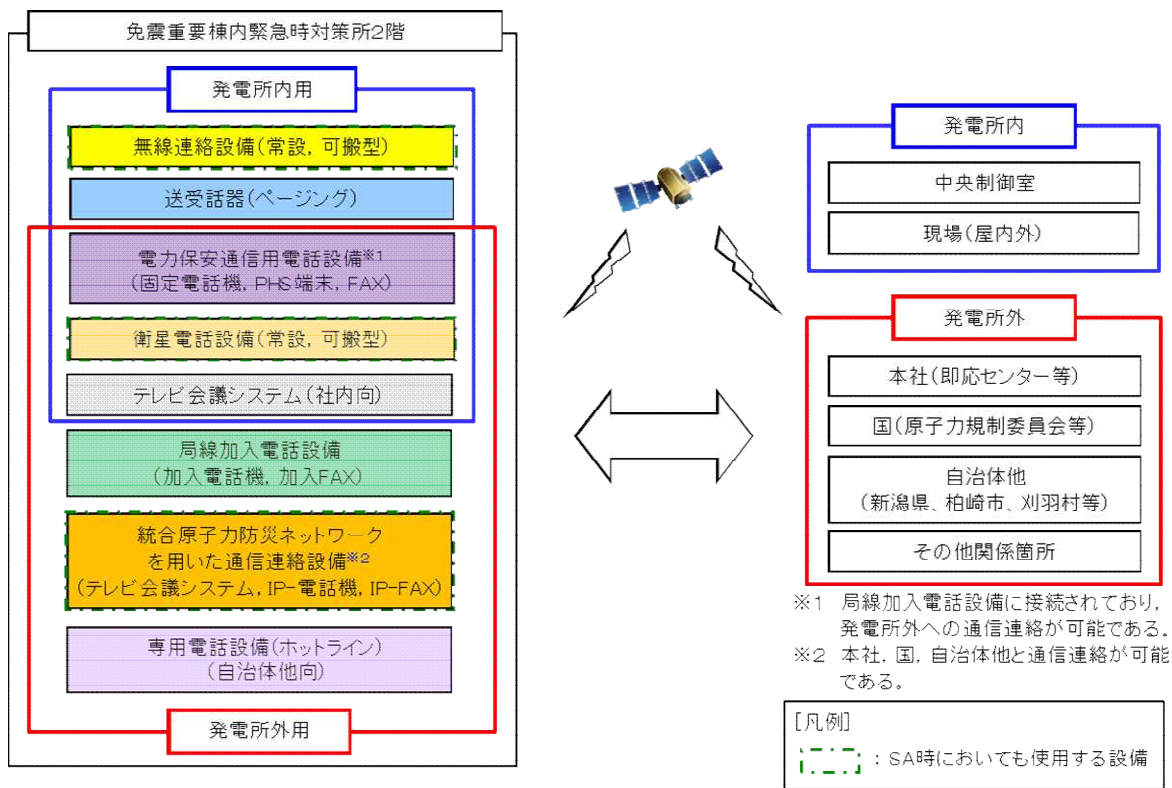 免震重要棟内緊急時対策所2階
発電所内用
無線連絡設備(常設, 可搬型)
送受話器(ページング)
電力保安通信用電話設備※1
(固定電話機, PHS端末, FAX)
衛星電話設備(常設, 可搬型)
テレビ会議システム(社内向)
局線加入電話設備
(加入電話機, 加入FAX)
統合原子力防災ネットワーク
を用いた通信連絡設備※2
(テレビ会議システム, IP-電話機, IP-FAX)
専用電話設備(ホットライン)
(自治体他向)
発電所外用
発電所内
中央制御室
現場(屋内外)
発電所外
本社(即応センター等)
国(原子力規制委員会等)
自治体他
(新潟県、柏崎市、刈羽村等)
その他関係箇所
※1 局線加入電話設備に接続されており,
発電所外への通信連絡が可能である。
※2 本社, 国, 自治体他と通信連絡が可能
である。
[凡例]
: SA時においても使用する設備